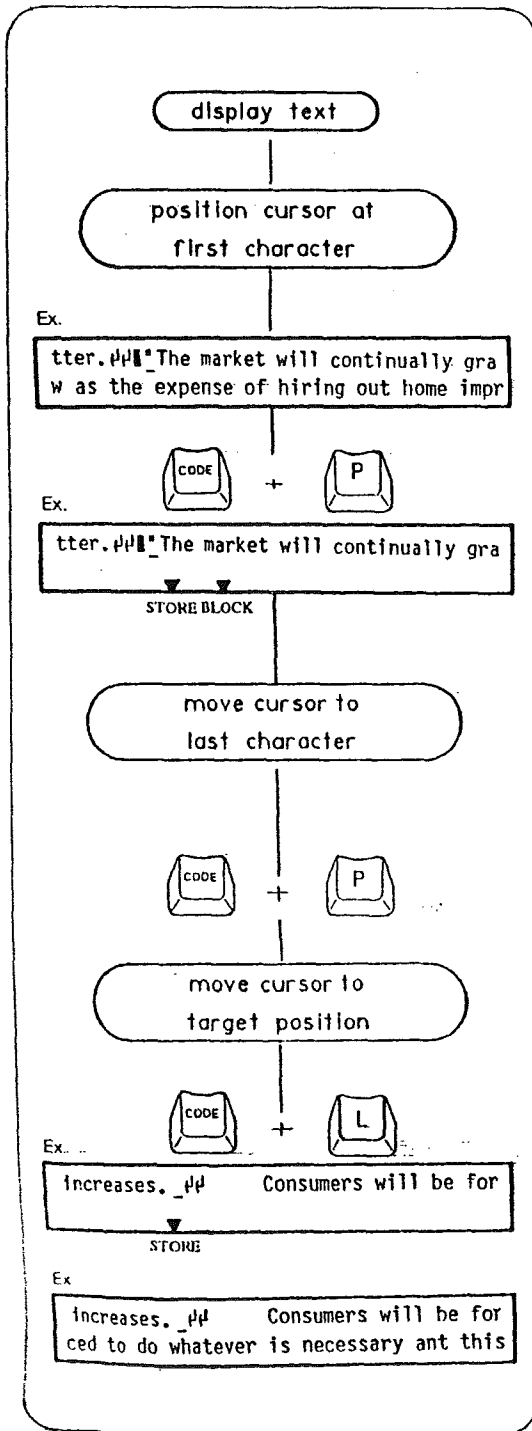 display text
position cursor at
first character
Ex.
tter. The market will continually gra
w as the expense of hiring out home impr
CODE + P
Ex.
tter. The market will continually gra
STORE BLOCK
move cursor to
last character
CODE + P
move cursor to
target position
CODE + L
Ex.
increases. _ Consumers will be for
STORE
Ex
increases. _ Consumers will be for
ced to do whatever is necessary ant this